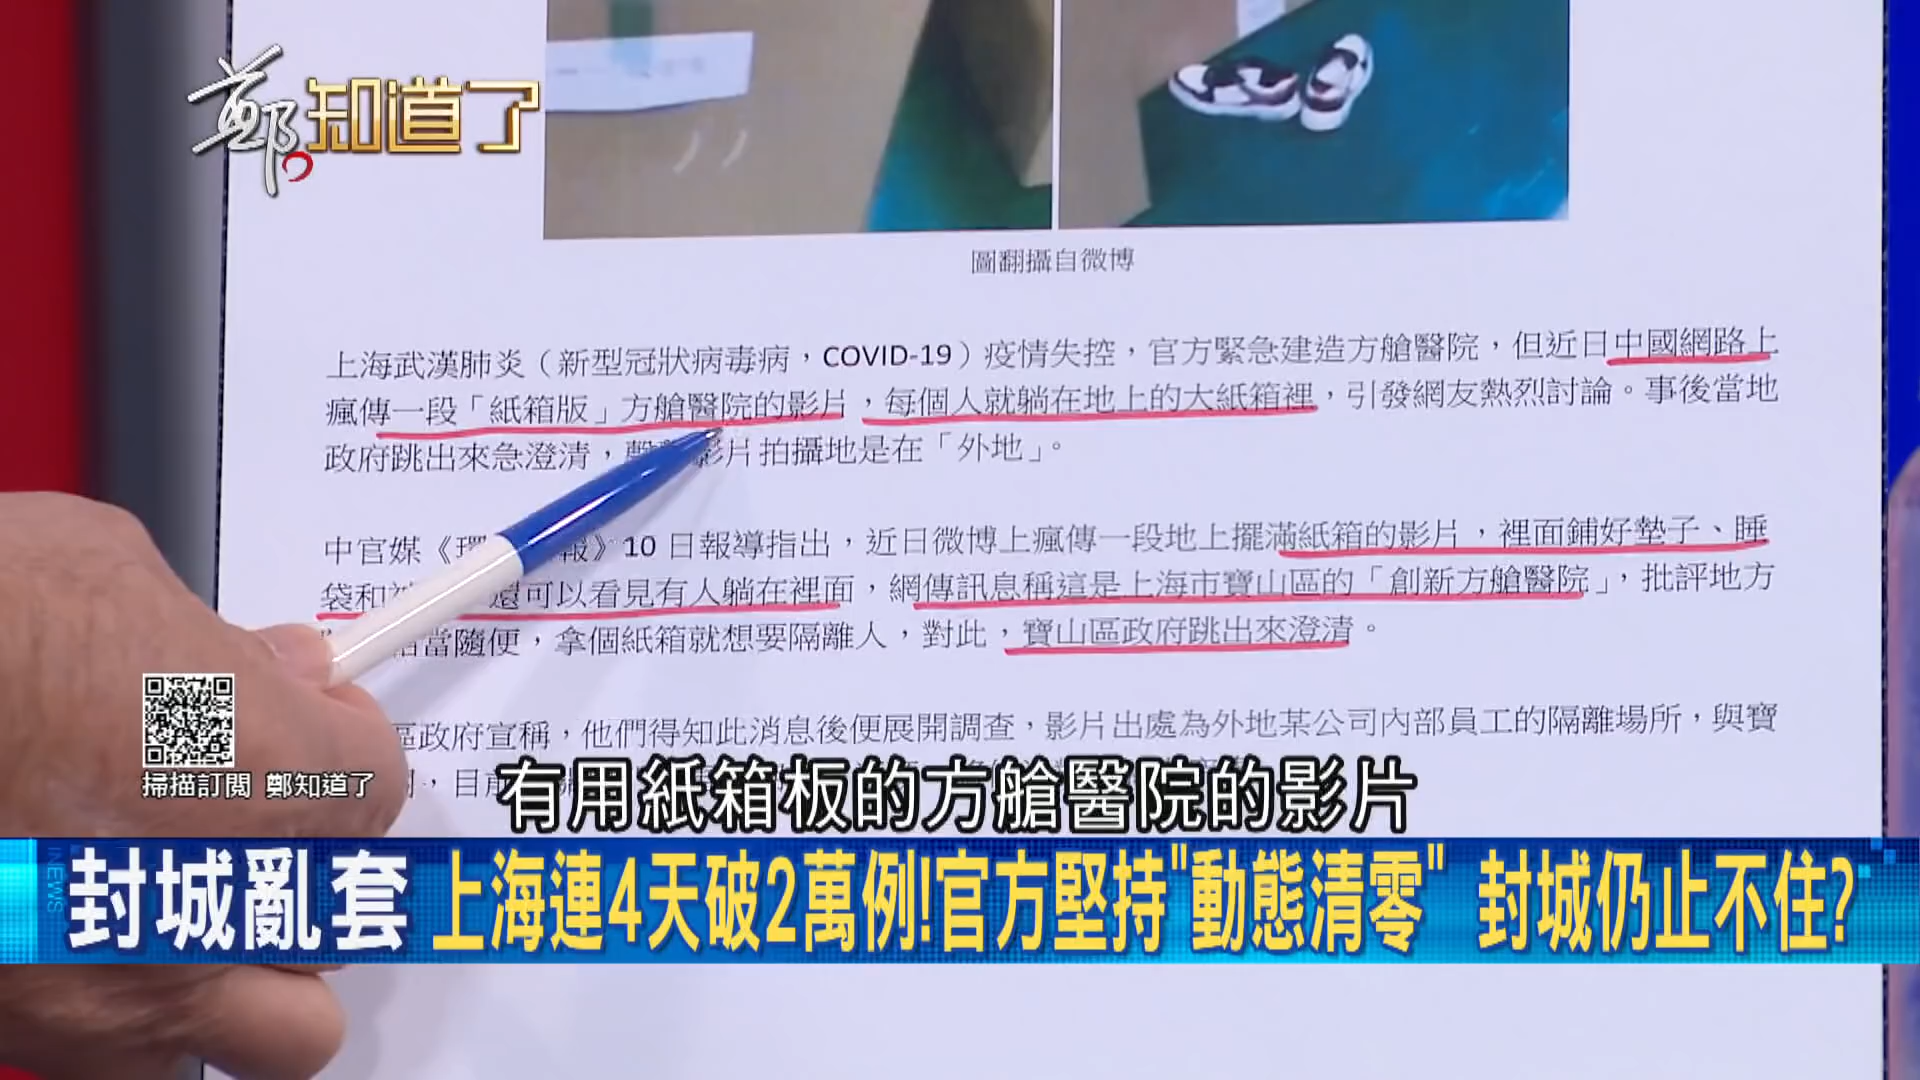 鄭知道了
圖翻攝自微博
上海武漢肺炎（新型冠狀病毒病，COVID-19）疫情失控，官方緊急建造方艙醫院，但近日中國網路上
瘋傳一段「紙箱版」方艙醫院的影片，每個人就躺在地上的大紙箱裡，引發網友熱烈討論。事後當地
政府跳出來急澄清，影片拍攝地是在「外地」。
中官媒《環報》10 日報導指出，近日微博上瘋傳一段地上擺滿紙箱的影片，裡面鋪好墊子、睡
袋和還可以看見有人躺在裡面，網傳訊息稱這是上海市寶山區的「創新方艙醫院」，批評地方
當隨便，拿個紙箱就想要隔離人，對此，寶山區政府跳出來澄清。
區政府宣稱，他們得知此消息後便展開調查，影片出處為外地某公司內部員工的隔離場所，與寶
，目前
掃描訂閱 鄭知道了
有用紙箱板的方艙醫院的影片
NEWS
封城亂套 上海連4天破2萬例!官方堅持"動態清零" 封城仍止不住?